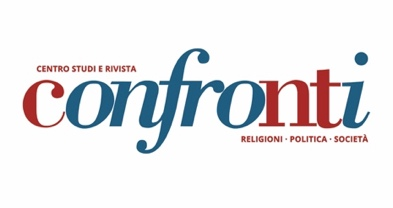 CENTRO STUDI E RIVISTA
confronti
RELIGIONI · POLITICA · SOCIETÀ